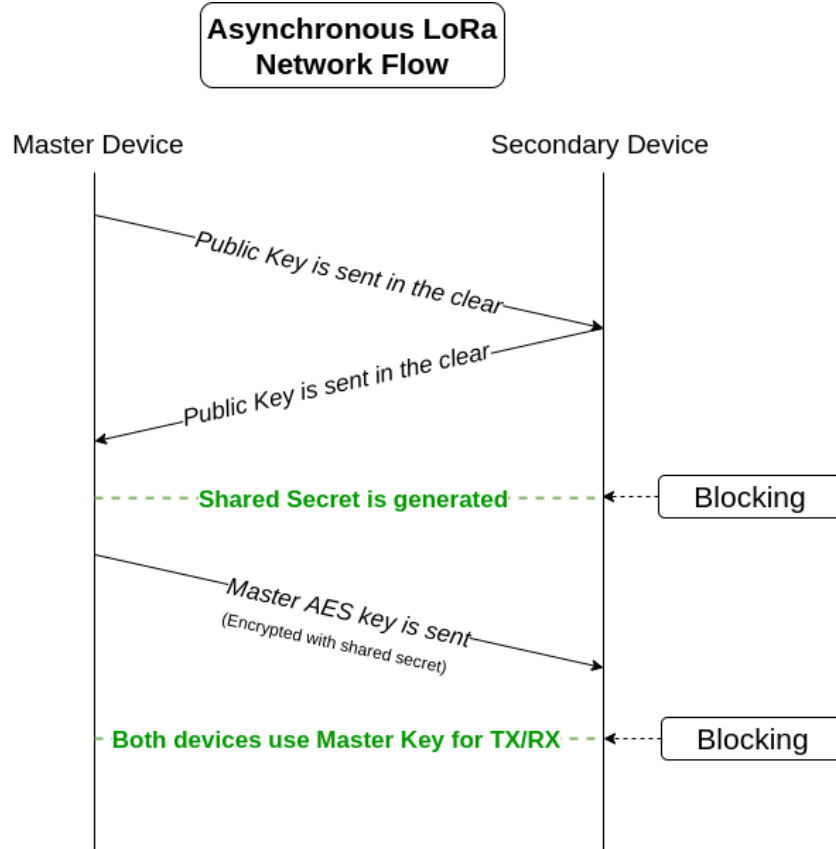 Asynchronous LoRa
Network Flow
Master Device
Secondary Device
Public Key is sent in the clear
Public Key is sent in the clear
Shared Secret is generated
Blocking
Master AES key is sent
(Encrypted with shared secret)
Both devices use Master Key for TX/RX
Blocking